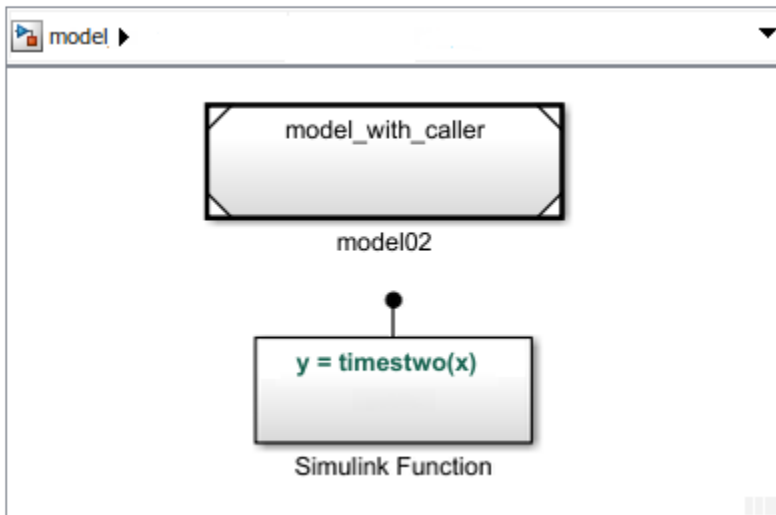 model
model_with_caller
model02
y = timestwo(x)
Simulink Function